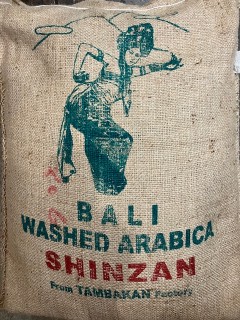 BALI
WASHED ARABICA
SHINZAN
From TAMBAKAN Factory